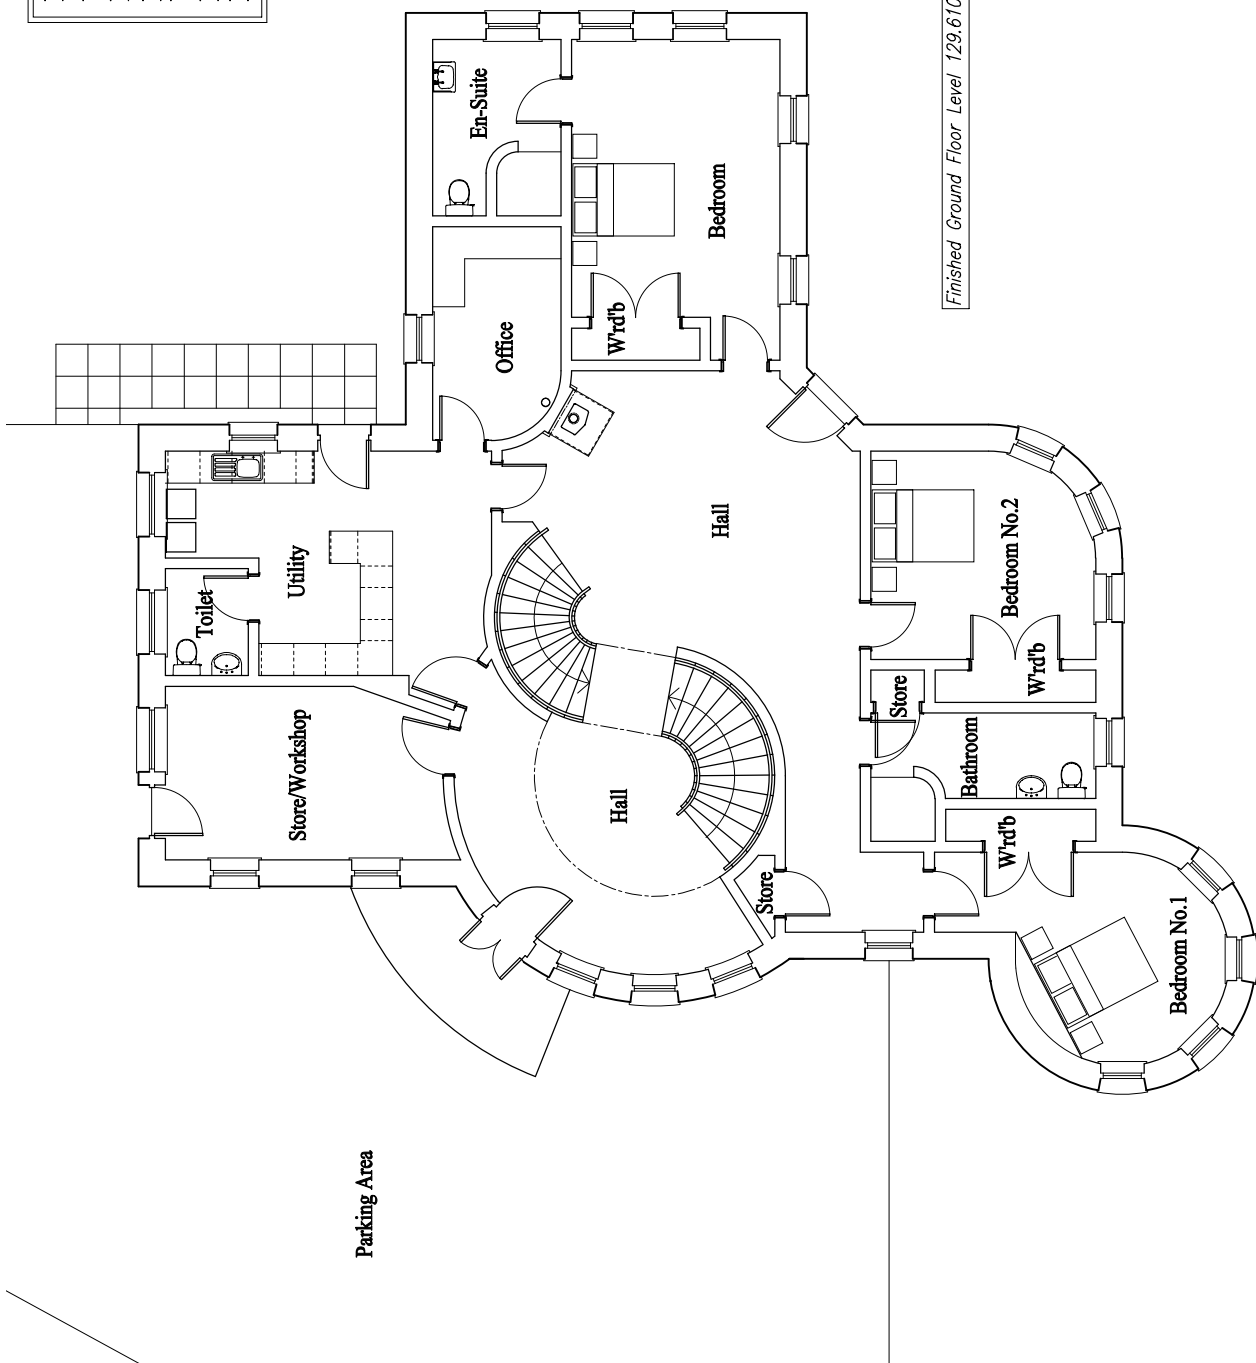 En-Suite
Bedroom
Finished Ground Floor Level 129.610
Office
W'rd'b
Utility
Toilet
Hall
Bedroom No.2
W'rd'b
Store
Bathroom
Store/Workshop
Hall
Store
W'rd'b
Bedroom No.1
Parking Area